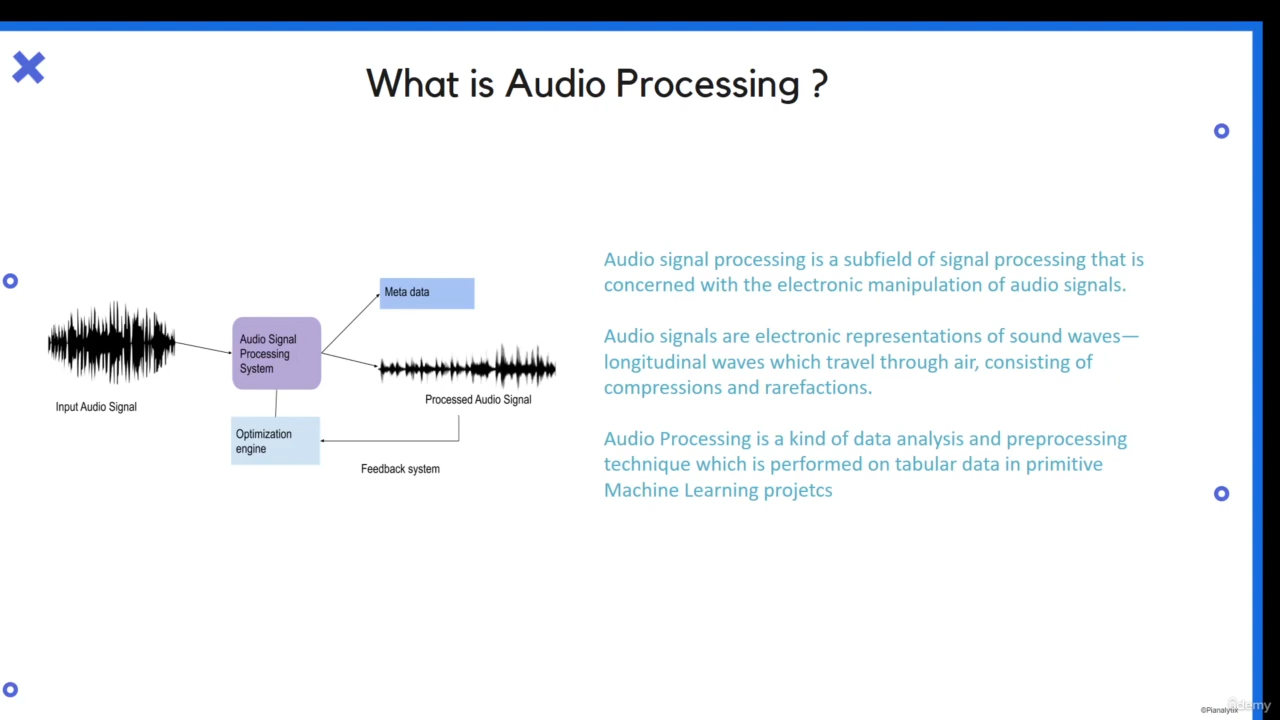 What is Audio Processing ?
Meta data
Audio Signal
Processing
System
Input Audio Signal
Processed Audio Signal
Optimization
engine
Feedback system
Audio signal processing is a subfield of signal processing that is
concerned with the electronic manipulation of audio signals.
Audio signals are electronic representations of sound waves—
longitudinal waves which travel through air, consisting of
compressions and rarefactions.
Audio Processing is a kind of data analysis and preprocessing
technique which is performed on tabular data in primitive
Machine Learning projetcs
©Pianalytix
ûdemy